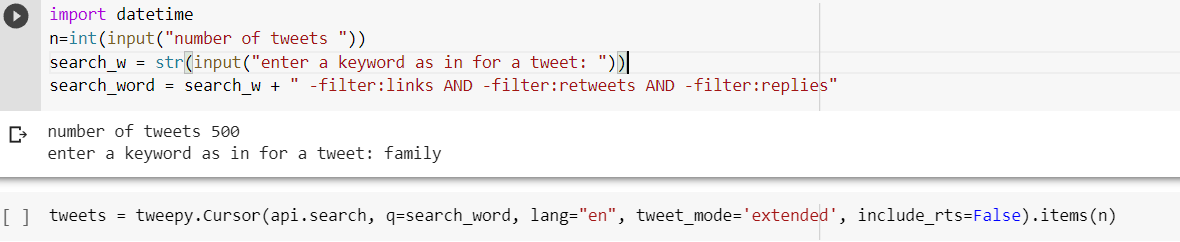 import datetime
n=int(input("number of tweets "))
search_w = str(input("enter a keyword as in for a tweet: "))
search_word = search_w + " -filter:links AND -filter:retweets AND -filter:replies"
number of tweets 500
enter a keyword as in for a tweet: family
[ ] tweets = tweepy.Cursor(api.search, q=search_word, lang="en", tweet_mode='extended', include_rts=False).items(n)